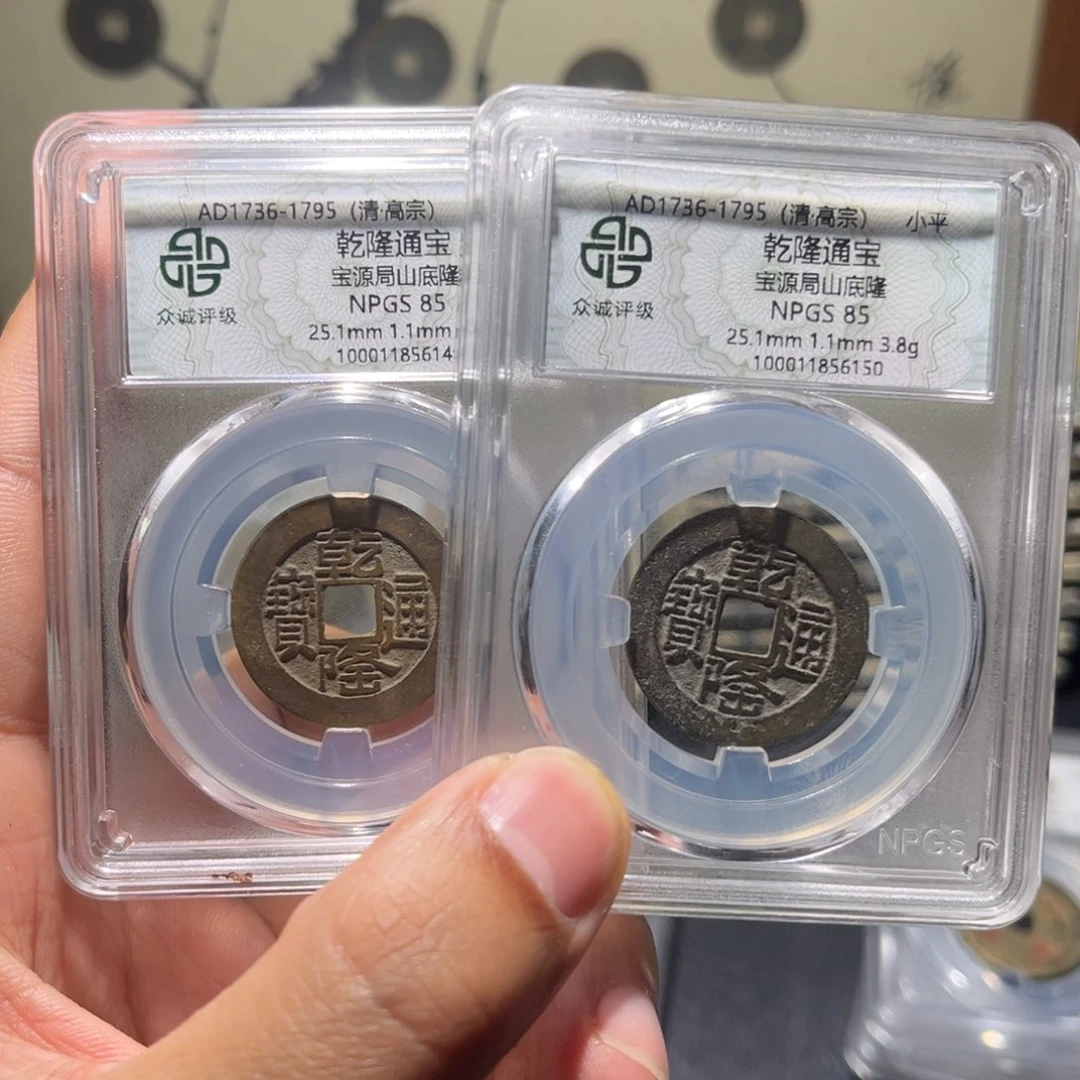 AD1736-1795 (清·高宗)
乾隆通宝
宝源局山底隆
NPGS 85
25.1mm 1.1mm
10001185614
众诚评级
乾隆通寶
AD1736-1795 (清·高宗) 小平
乾隆通宝
宝源局山底隆
NPGS 85
25.1mm 1.1mm 3.8g
100011856150
众诚评级
乾隆通寶
NPGS